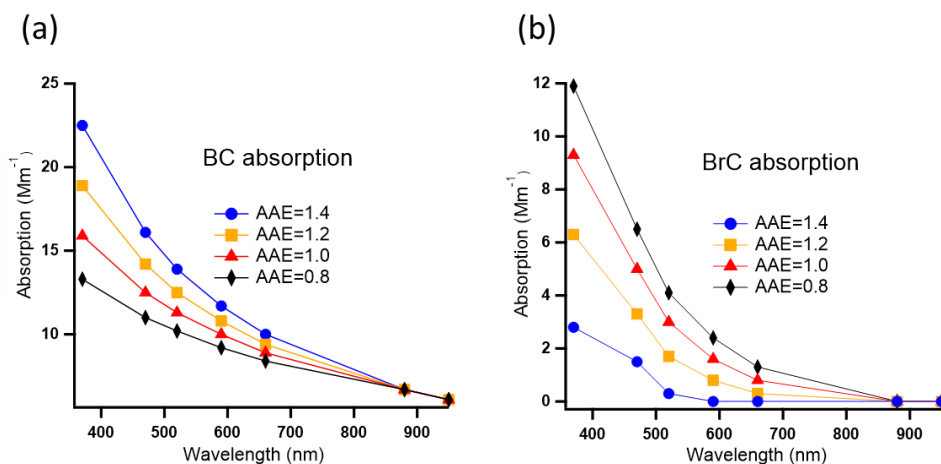 (a)
25
20
15
10
Absorption (Mm⁻¹)
BC absorption
AAE=1.4
AAE=1.2
AAE=1.0
AAE=0.8
400 500 600 700 800 900
Wavelength (nm)
(b)
12
10
8
6
4
2
0
Absorption (Mm⁻¹)
BrC absorption
AAE=1.4
AAE=1.2
AAE=1.0
AAE=0.8
400 500 600 700 800 900
Wavelength (nm)